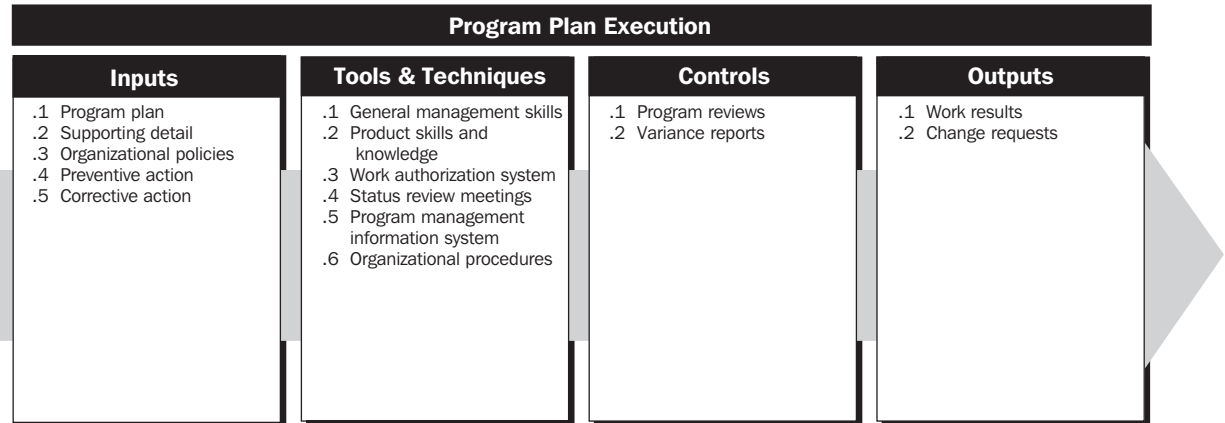 Program Plan Execution
Inputs
.1 Program plan
.2 Supporting detail
.3 Organizational policies
.4 Preventive action
.5 Corrective action
Tools & Techniques
.1 General management skills
.2 Product skills and
knowledge
.3 Work authorization system
.4 Status review meetings
.5 Program management
information system
.6 Organizational procedures
Controls
.1 Program reviews
.2 Variance reports
Outputs
.1 Work results
.2 Change requests